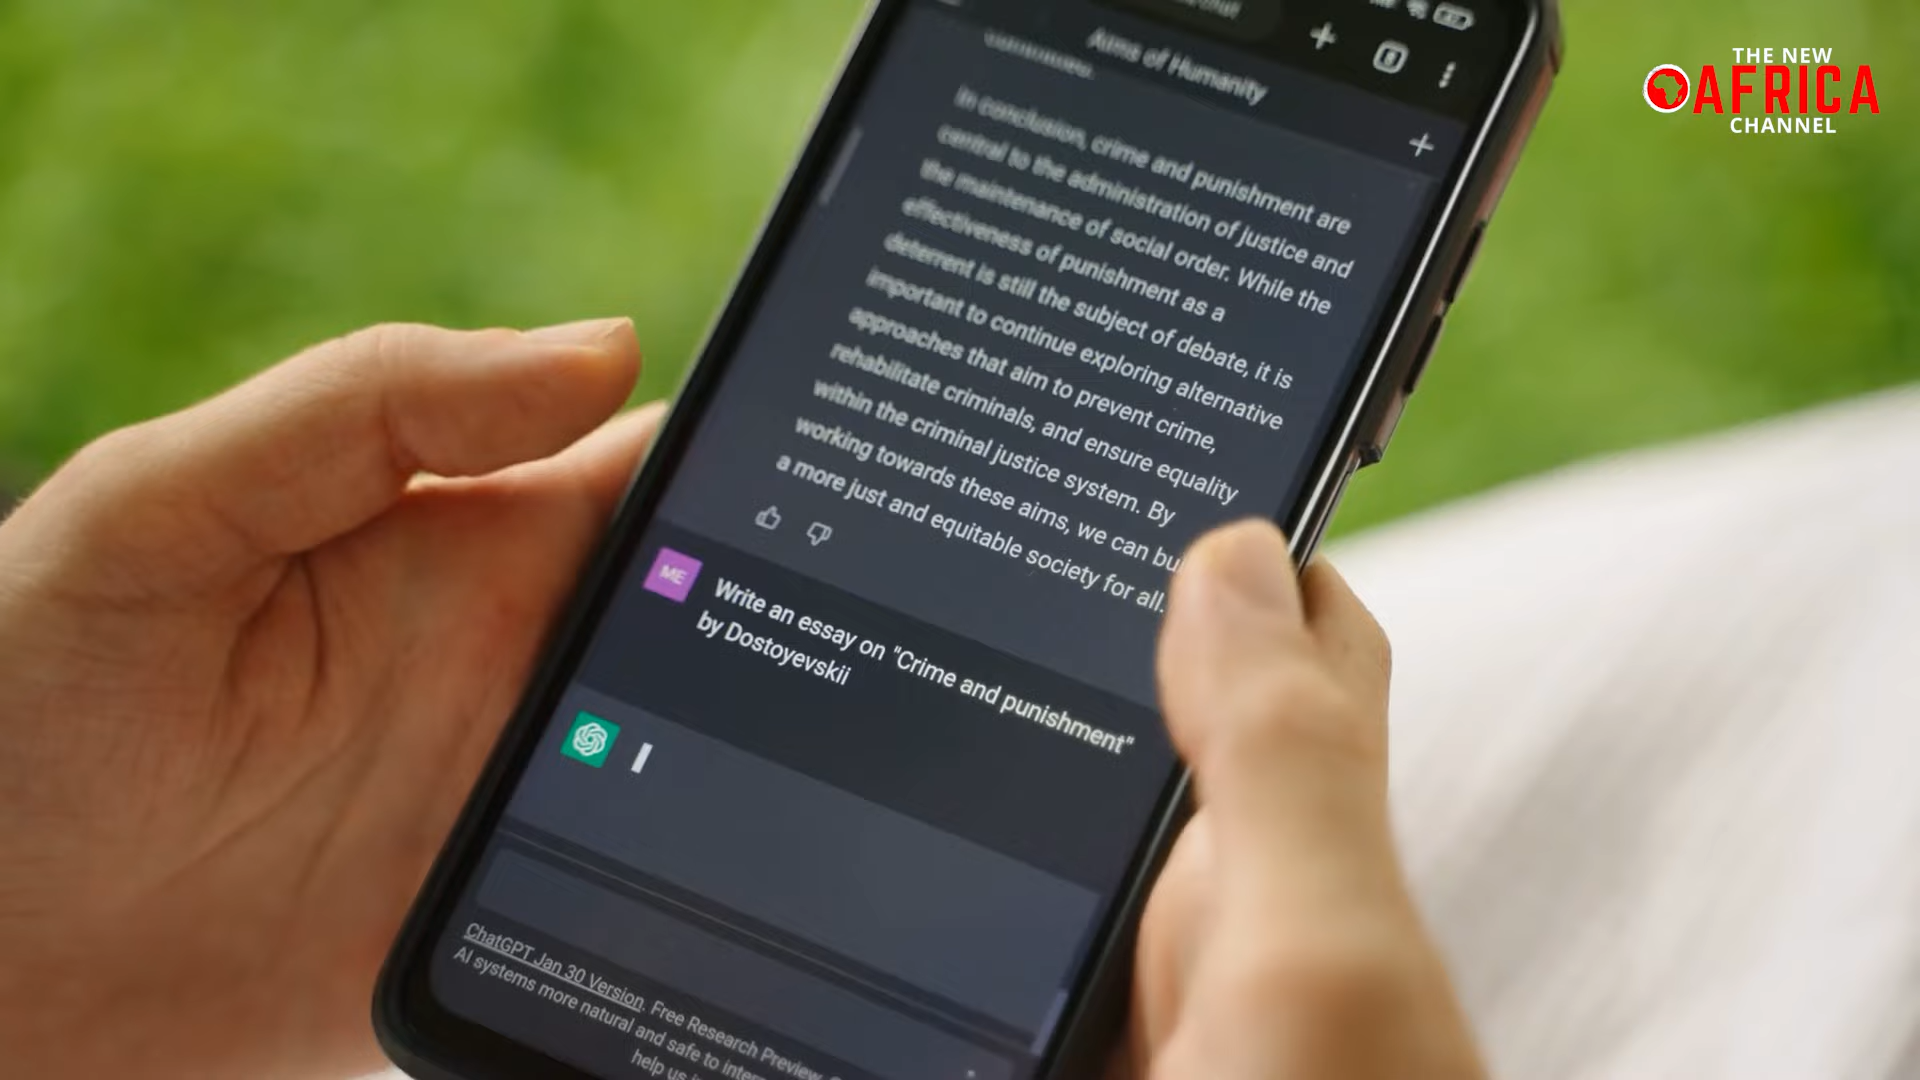 THE NEW
AFRICA
CHANNEL
Aims of Humanity
In conclusion, crime and punishment are
central to the administration of justice and
the maintenance of social order. While the
effectiveness of punishment as a
deterrent is still the subject of debate, it is
important to continue exploring alternative
approaches that aim to prevent crime,
rehabilitate criminals, and ensure equality
within the criminal justice system. By
working towards these aims, we can
a more just and equitable society for all.
ME
Write an essay on "Crime and punishment"
by Dostoyevskii
ChatGPT Jan 30 Version. Free Research Preview.
AI systems more natural and safe to
help us